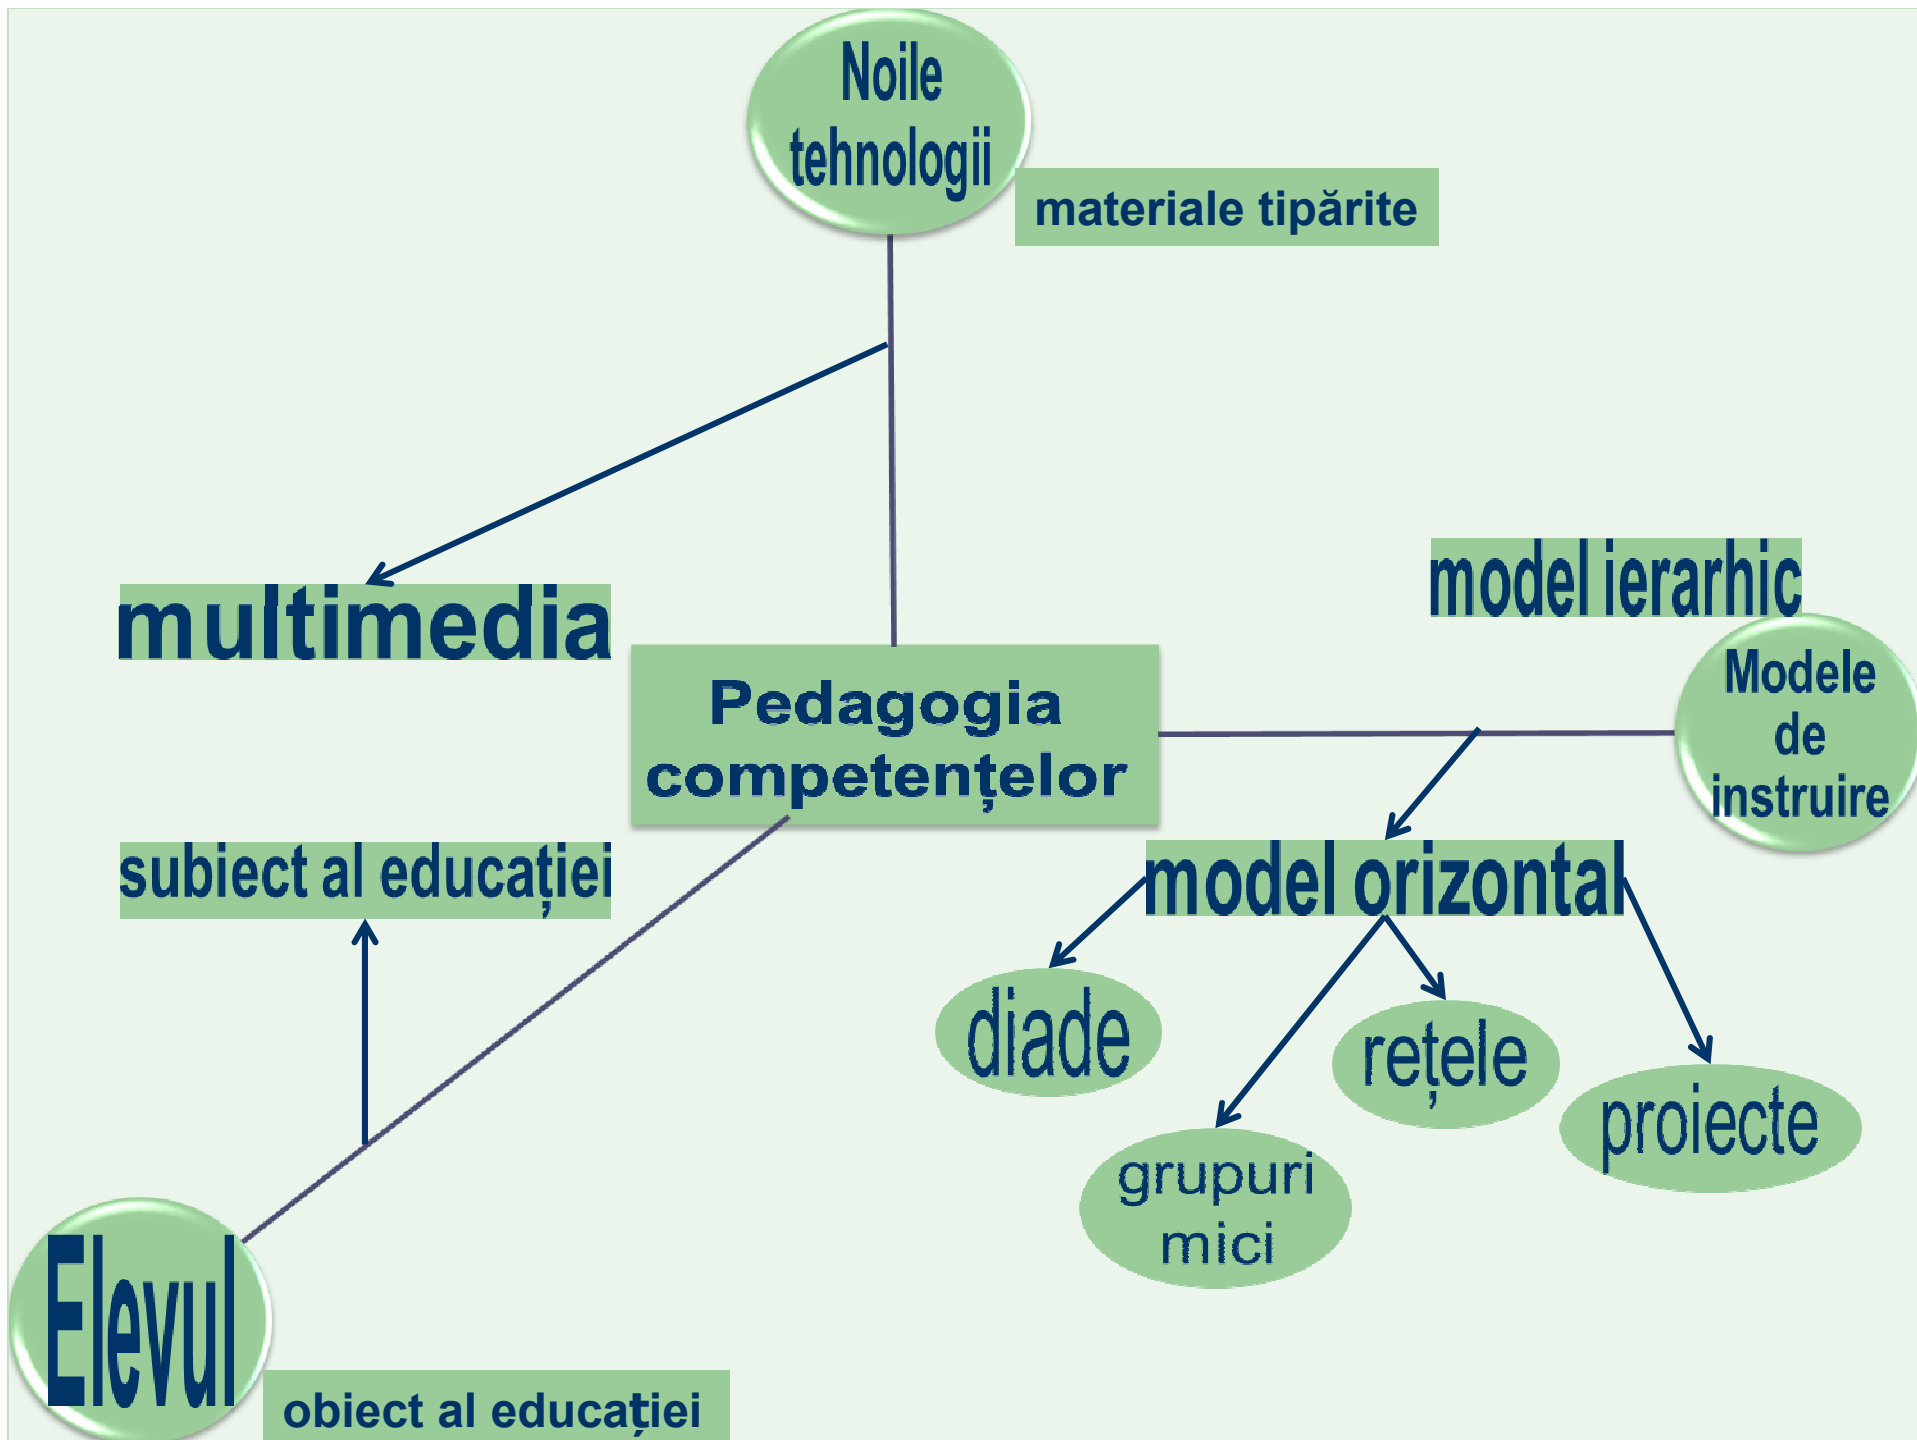 Noile
tehnologii
materiale tipărite
multimedia
model ierarhic
Modele
de
instruire
Pedagogia
competențelor
subiect al educației
model orizontal
diade
rețele
proiecte
grupuri
mici
Elevul
obiect al educației